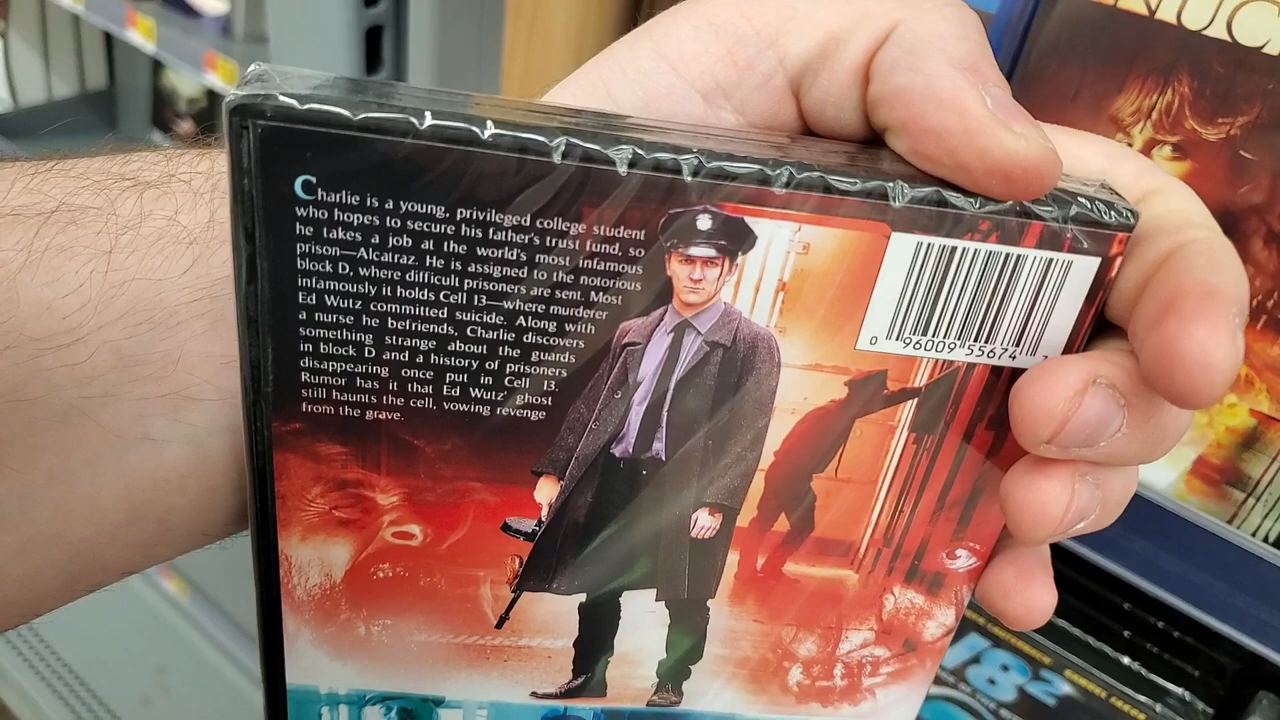 Charlie is a young, privileged college student
who hopes to secure his father's trust fund, so
he takes a job at the world's most infamous
prison—Alcatraz. He is assigned to the notorious
block D, where difficult prisoners are sent. Most
infamously it holds Cell 13—where murderer
Ed Wutz committed suicide. Along with
a nurse he befriends, Charlie discovers
something strange about the guards
in block D and a history of prisoners
disappearing once put in Cell 13.
Rumor has it that Ed Wutz' ghost
still haunts the cell, vowing revenge
from the grave.
0 96009 55674 7
182